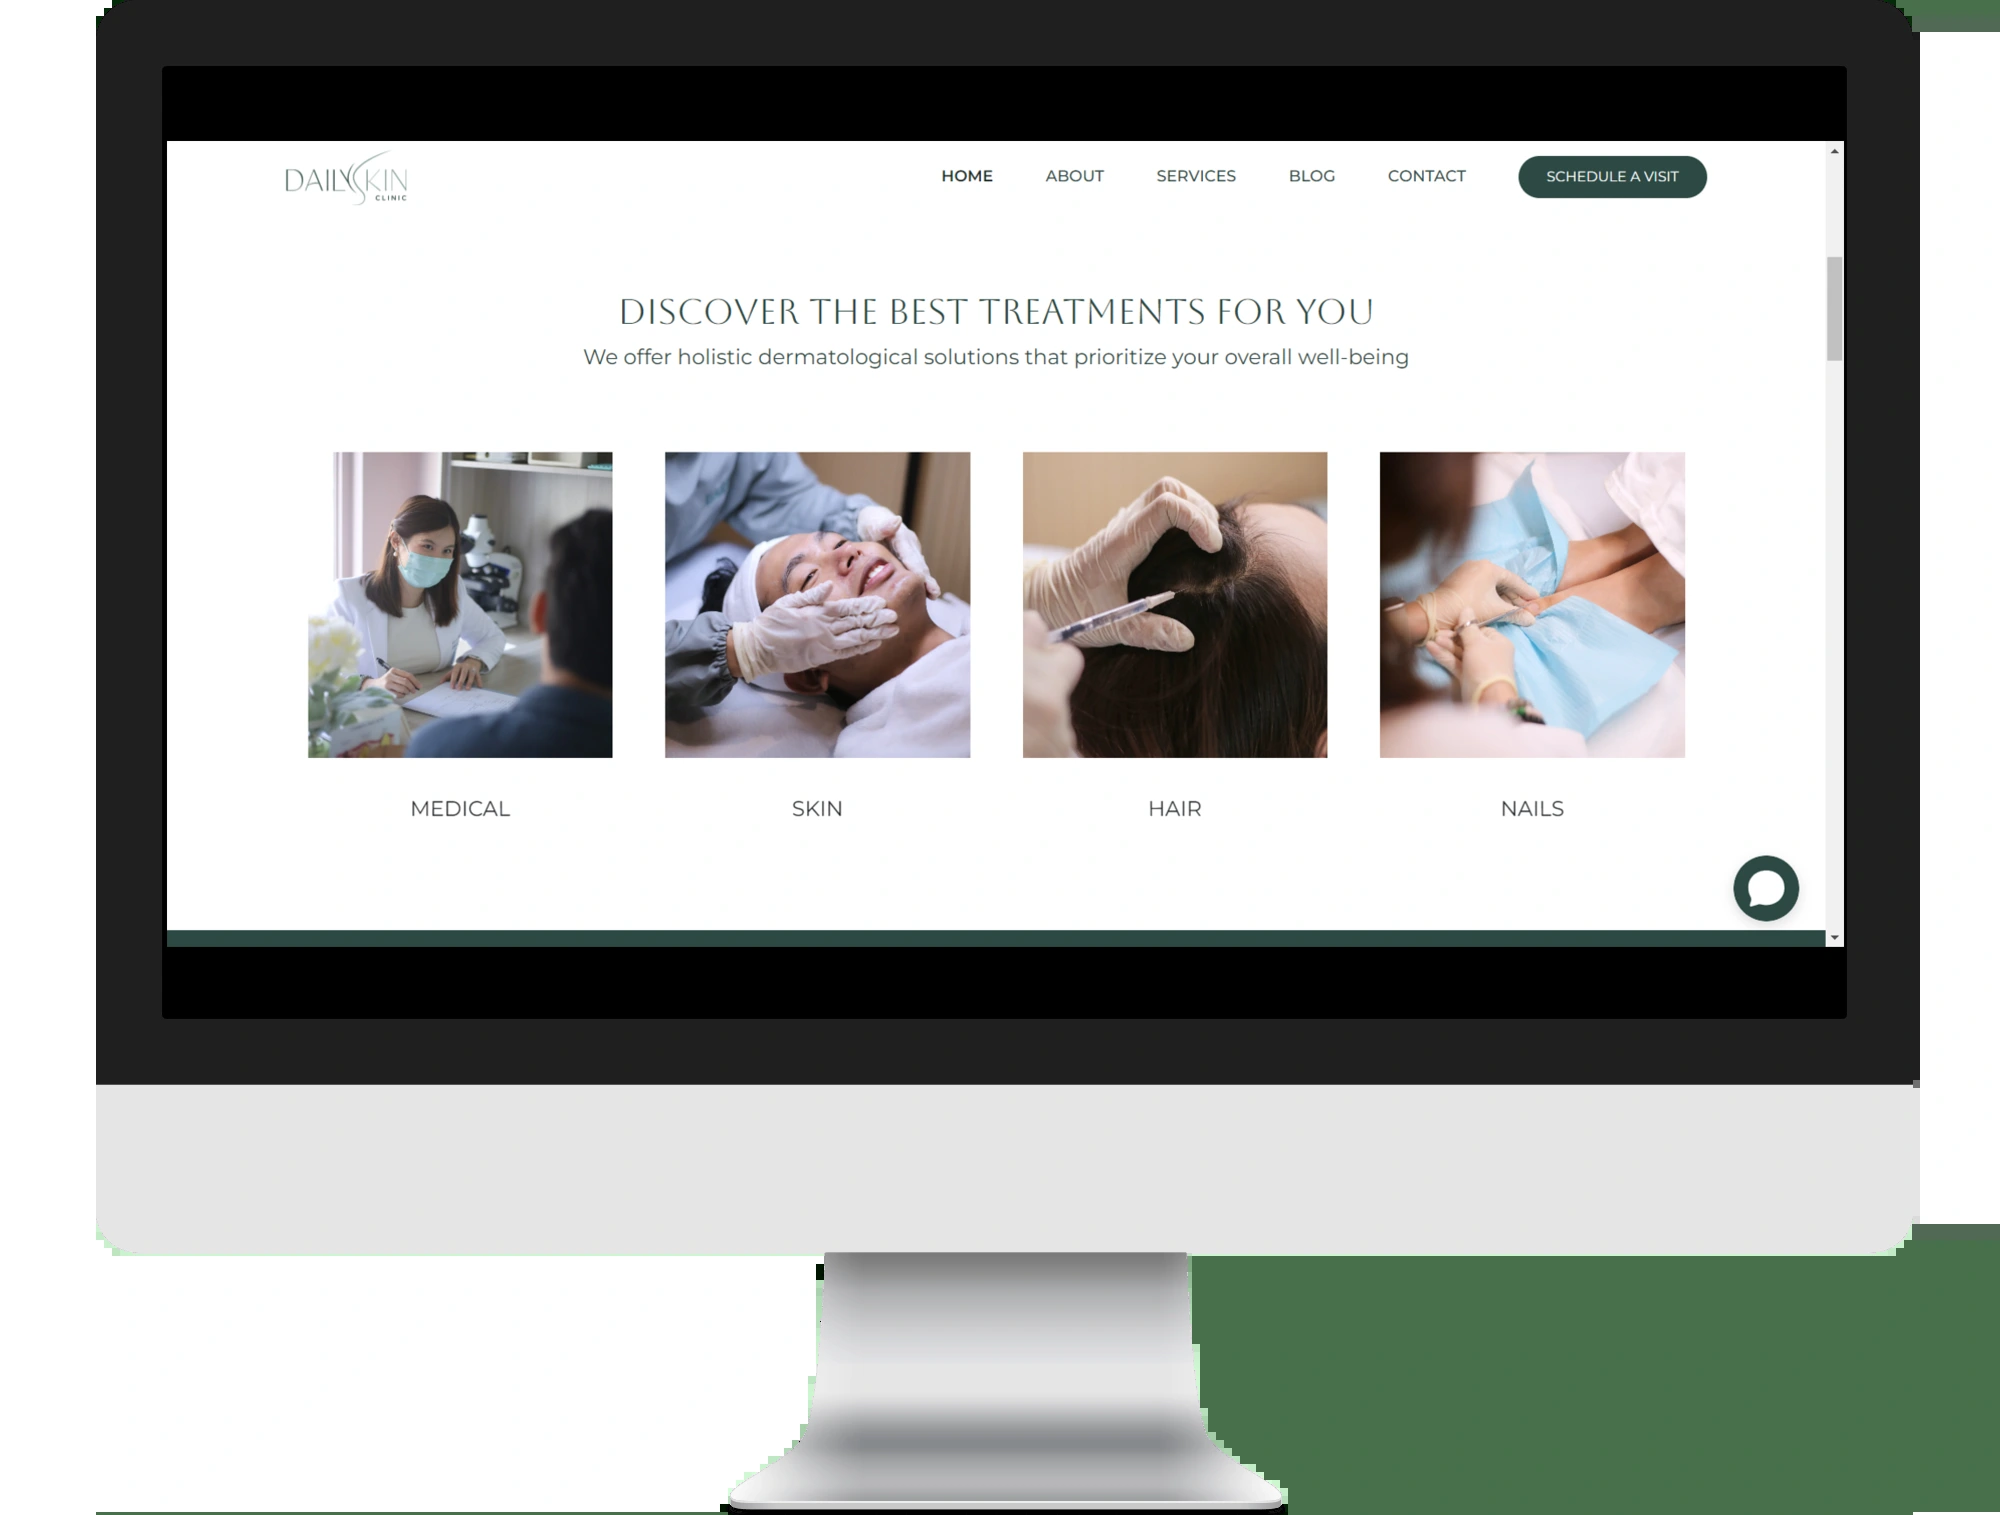 DAILYSKIN
CLINIC
HOME
ABOUT
SERVICES
BLOG
CONTACT
SCHEDULE A VISIT
DISCOVER THE BEST TREATMENTS FOR YOU
We offer holistic dermatological solutions that prioritize your overall well-being
MEDICAL
SKIN
HAIR
NAILS